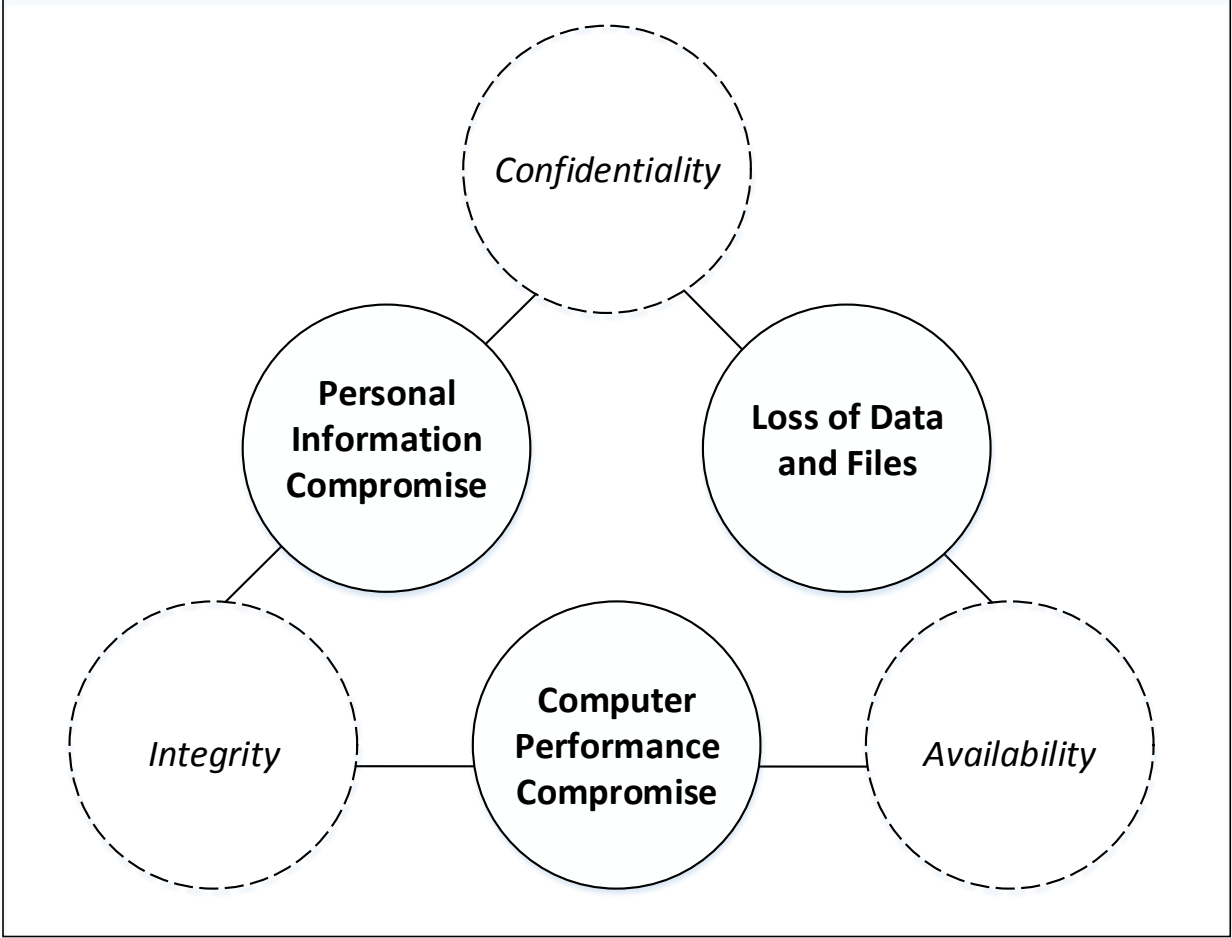 Confidentiality
Personal
Information
Compromise
Loss of Data
and Files
Integrity
Computer
Performance
Compromise
Availability